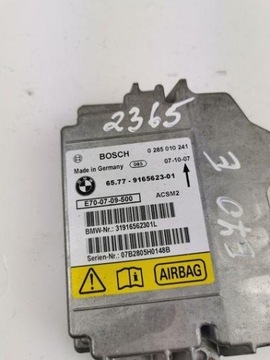 2365
BOSCH
0 285 010 241
Made in Germany
083
07-10-07
65.77 - 9165623-01
E70-07-09-500
ACSM2
BMW-Nr.: 31916562301L
Serien-Nr.: 07B2805H0148B
AIRBAG
E70 E